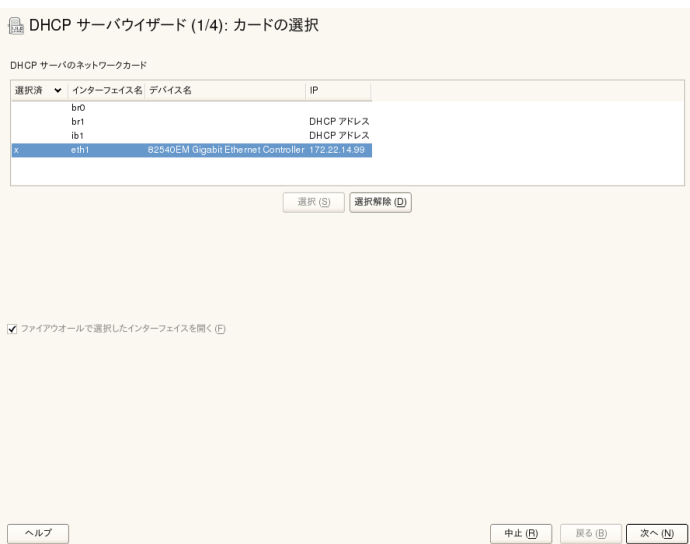 DHCP サーバウイザード (1/4): カードの選択
DHCP サーバのネットワークカード
選択済 インターフェイス名 デバイス名 IP
br0
br1 DHCP アドレス
ib1 DHCP アドレス
x eth1 82540EM Gigabit Ethernet Controller 172.22.14.99
選択 (S) 選択解除 (D)
ファイアウオールで選択したインターフェイスを開く (F)
ヘルプ 中止 (R) 戻る (B) 次へ (N)